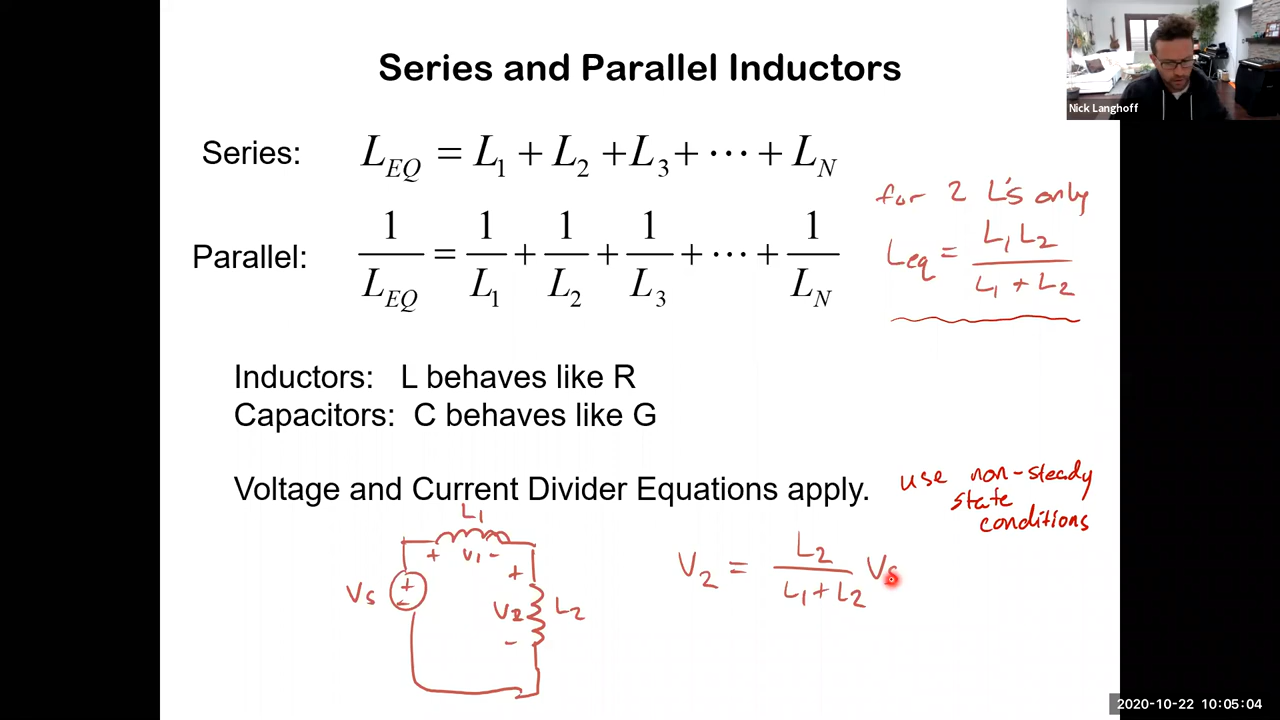 Series and Parallel Inductors
Nick Langhoff
Series: L_EQ = L_1 + L_2 + L_3 + ⋯ + L_N
for 2 L's only
Parallel: 1/L_EQ = 1/L_1 + 1/L_2 + 1/L_3 + ⋯ + 1/L_N
Leq = L1 L2 / L1 + L2
Inductors: L behaves like R
Capacitors: C behaves like G
Voltage and Current Divider Equations apply.
use non-steady
state
conditions
L1
+ V1 -
Vs + -
+ V2 -
L2
V2 = L2 / L1 + L2 Vs
2020-10-22 10:05:04